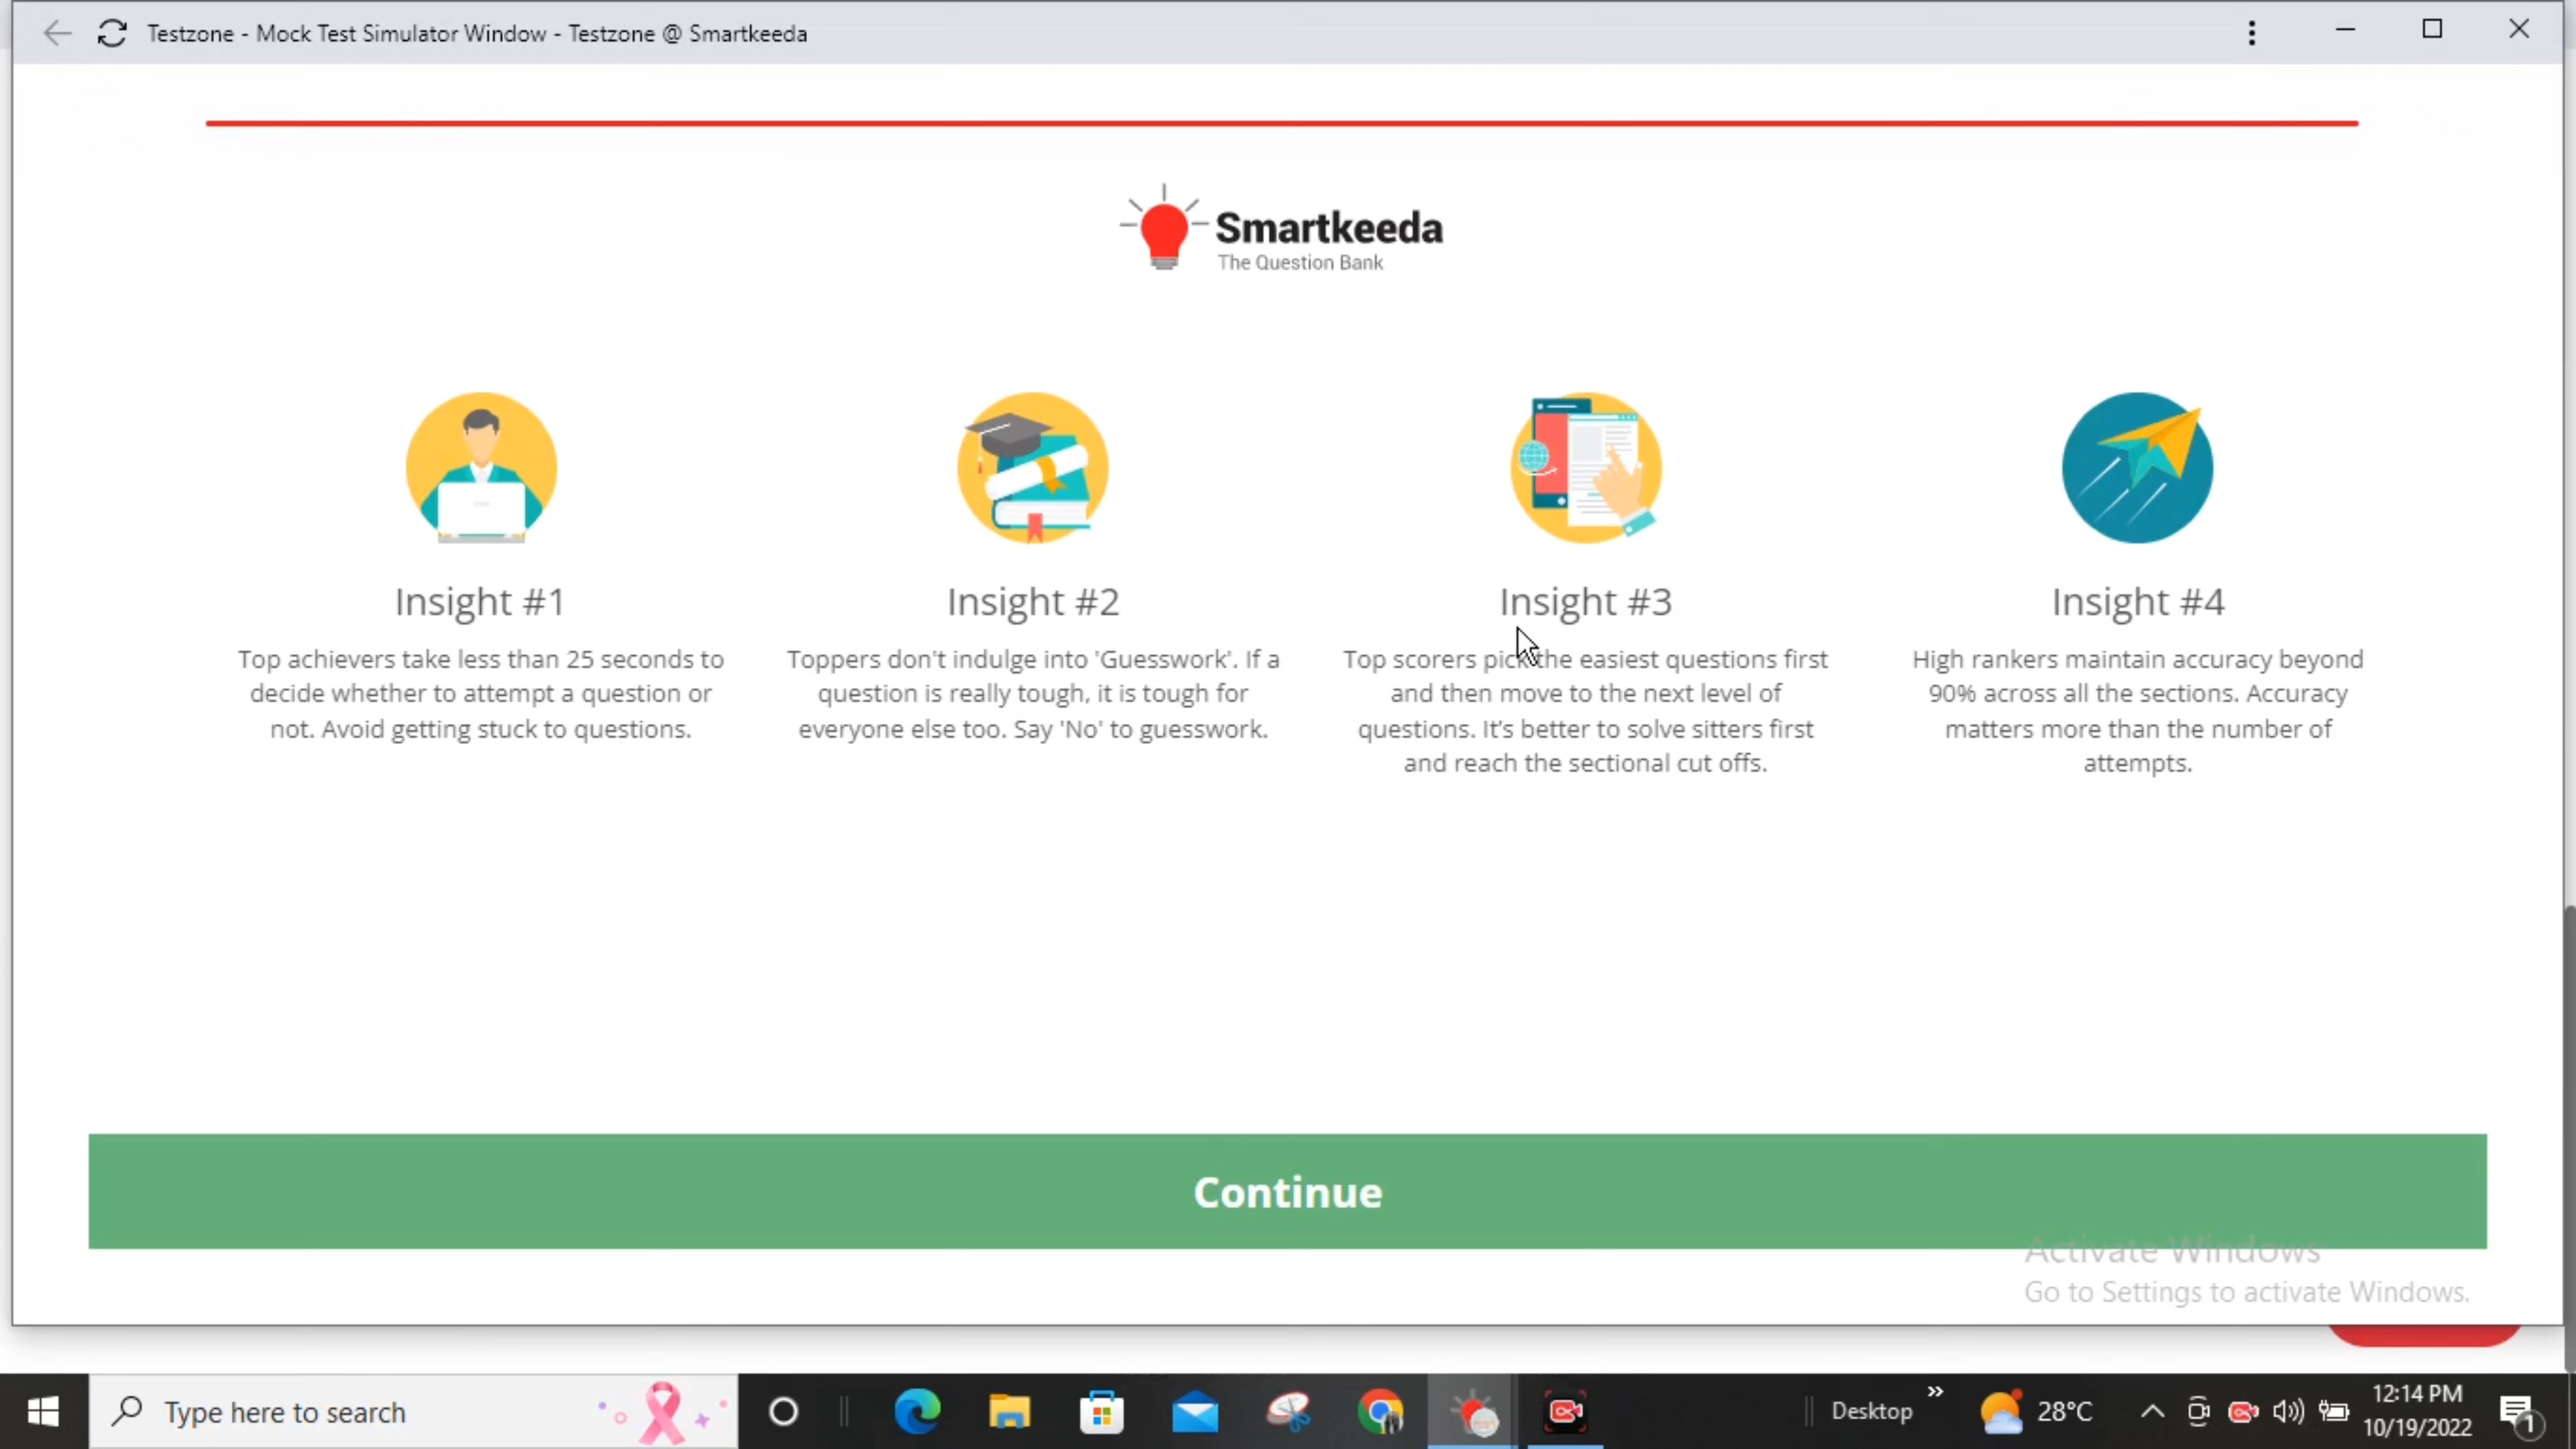 Testzone - Mock Test Simulator Window - Testzone @ Smartkeeda
Smartkeeda
The Question Bank
Insight #1
Top achievers take less than 25 seconds to
decide whether to attempt a question or
not. Avoid getting stuck to questions.
Insight #2
Toppers don't indulge into 'Guesswork'. If a
question is really tough, it is tough for
everyone else too. Say 'No' to guesswork.
Insight #3
Top scorers pick the easiest questions first
and then move to the next level of
questions. It's better to solve sitters first
and reach the sectional cut offs.
Insight #4
High rankers maintain accuracy beyond
90% across all the sections. Accuracy
matters more than the number of
attempts.
Continue
Activate Windows
Go to Settings to activate Windows.
Type here to search
Desktop
28°C
12:14 PM
10/19/2022
1